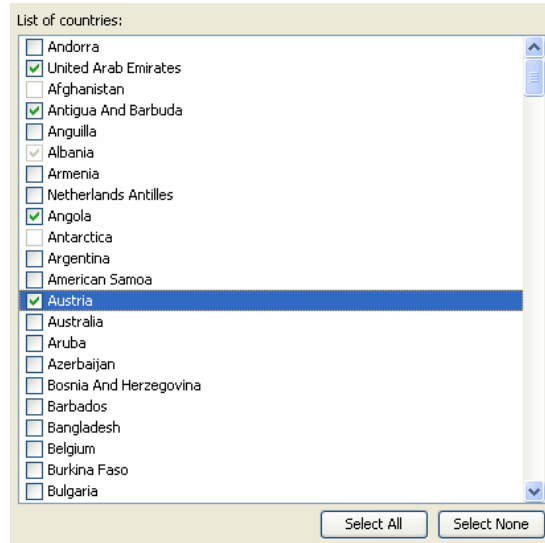 List of countries:
Andorra
United Arab Emirates
Afghanistan
Antigua And Barbuda
Anguilla
Albania
Armenia
Netherlands Antilles
Angola
Antarctica
Argentina
American Samoa
Austria
Australia
Aruba
Azerbaijan
Bosnia And Herzegovina
Barbados
Bangladesh
Belgium
Burkina Faso
Bulgaria
Select All Select None